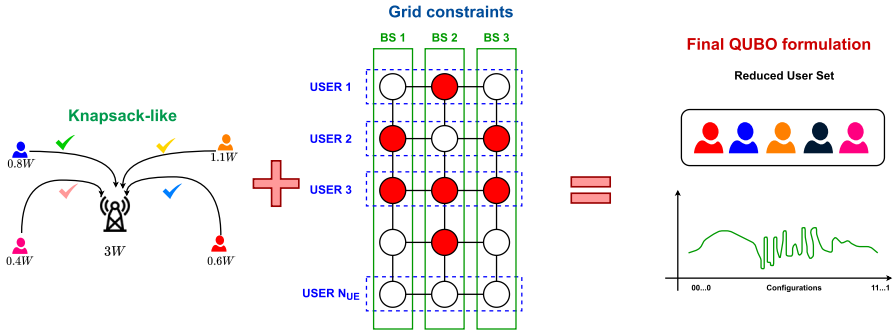 Grid constraints
BS 1
BS 2
BS 3
Final QUBO formulation
Reduced User Set
Knapsack-like
0.8W
1.1W
0.4W
3W
0.6W
USER 1
USER 2
USER 3
USER N_UE
00...0
Configurations
11...1